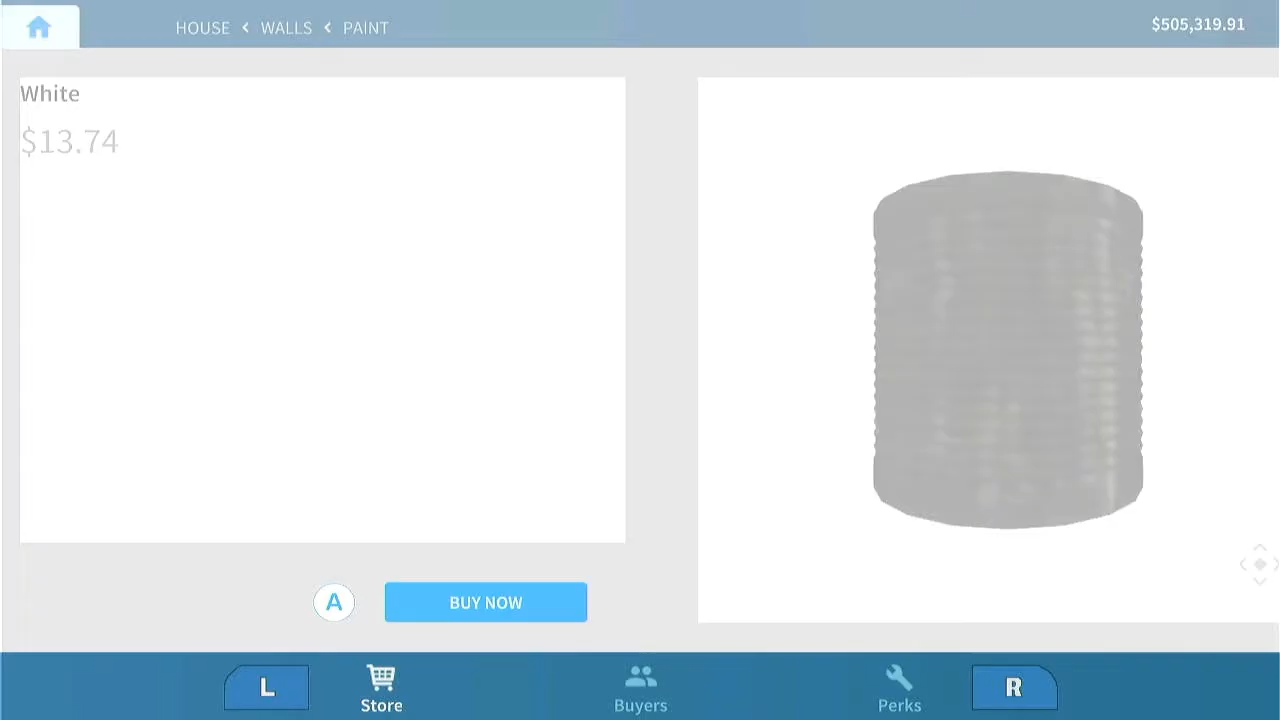 HOUSE < WALLS < PAINT
$505,319.91
White
$13.74
A
BUY NOW
L
Store
Buyers
Perks
R